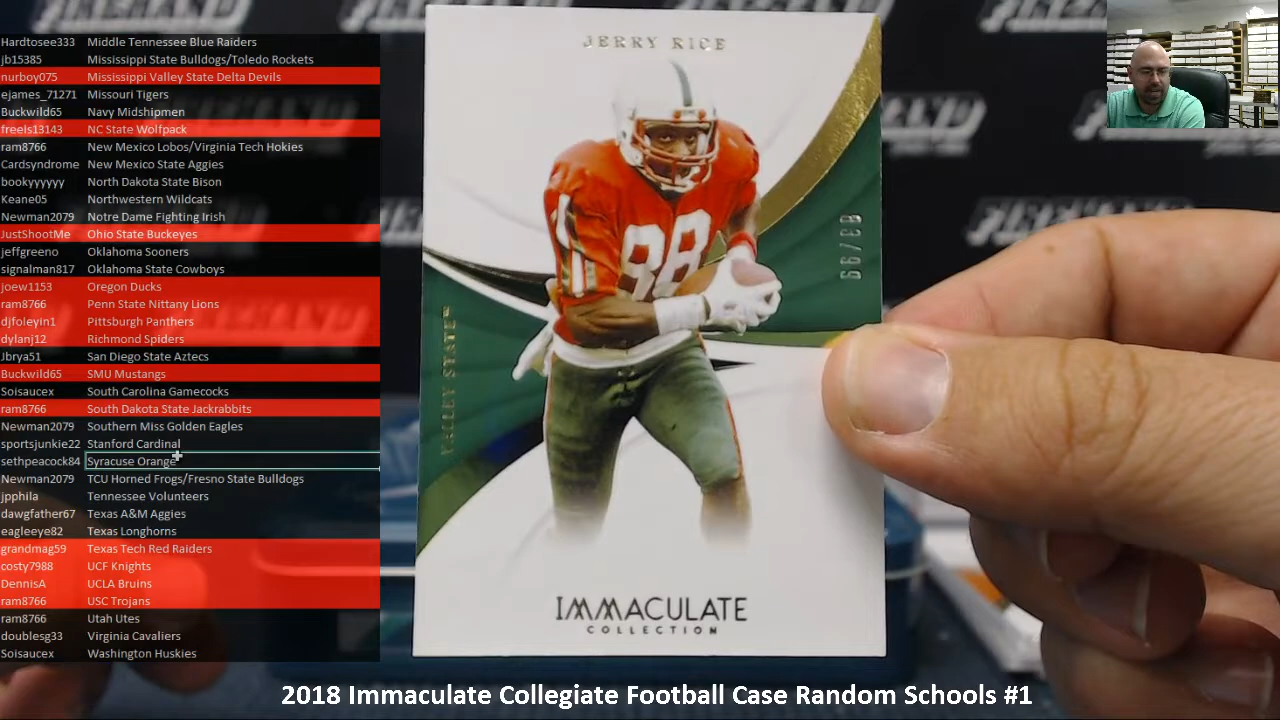 Hardtosee333 Middle Tennessee Blue Raiders
jb15385 Mississippi State Bulldogs/Toledo Rockets
nurboy075 Mississippi Valley State Delta Devils
ejames_71271 Missouri Tigers
Buckwild65 Navy Midshipmen
freels13143 NC State Wolfpack
ram8766 New Mexico Lobos/Virginia Tech Hokies
Cardsyndrome New Mexico State Aggies
bookyyyyyy North Dakota State Bison
Keane05 Northwestern Wildcats
Newman2079 Notre Dame Fighting Irish
JustShootMe Ohio State Buckeyes
jeffgreeno Oklahoma Sooners
signalman817 Oklahoma State Cowboys
joew1153 Oregon Ducks
ram8766 Penn State Nittany Lions
djfoleyin1 Pittsburgh Panthers
dylanj12 Richmond Spiders
Jbrya51 San Diego State Aztecs
Buckwild65 SMU Mustangs
Soisaucex South Carolina Gamecocks
ram8766 South Dakota State Jackrabbits
Newman2079 Southern Miss Golden Eagles
sportsjunkie22 Stanford Cardinal
sethpeacock84 Syracuse Orange
Newman2079 TCU Horned Frogs/Fresno State Bulldogs
jpphila Tennessee Volunteers
dawgfather67 Texas A&M Aggies
eagleeye82 Texas Longhorns
grandmag59 Texas Tech Red Raiders
costy7988 UCF Knights
DennisA UCLA Bruins
ram8766 USC Trojans
ram8766 Utah Utes
doublesg33 Virginia Cavaliers
Soisaucex Washington Huskies
JERRY RICE
88
VALLEY STATE
IMMACULATE
COLLECTION
2018 Immaculate Collegiate Football Case Random Schools #1